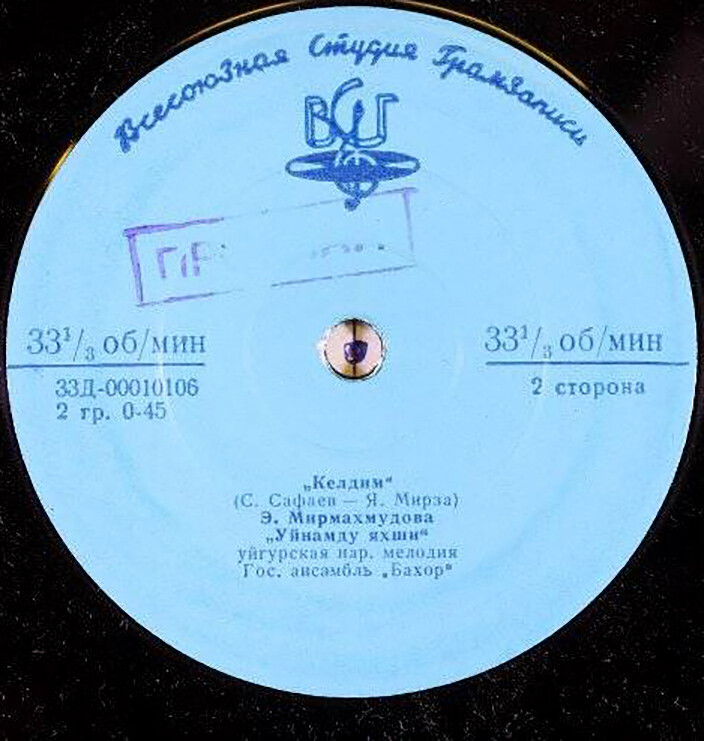 Всесоюзная Студия Грамзаписи
ВСГ
33¹/₃ об/мин
33Д-00010106
2 гр. 0-45
33¹/₃ об/мин
2 сторона
„Келдим“
(С. Сафаев — Я. Мирза)
Э. Мирмахмудова
„Уйнамду яхши“
уйгурская нар. мелодия
Гос. ансамбль „Бахор“